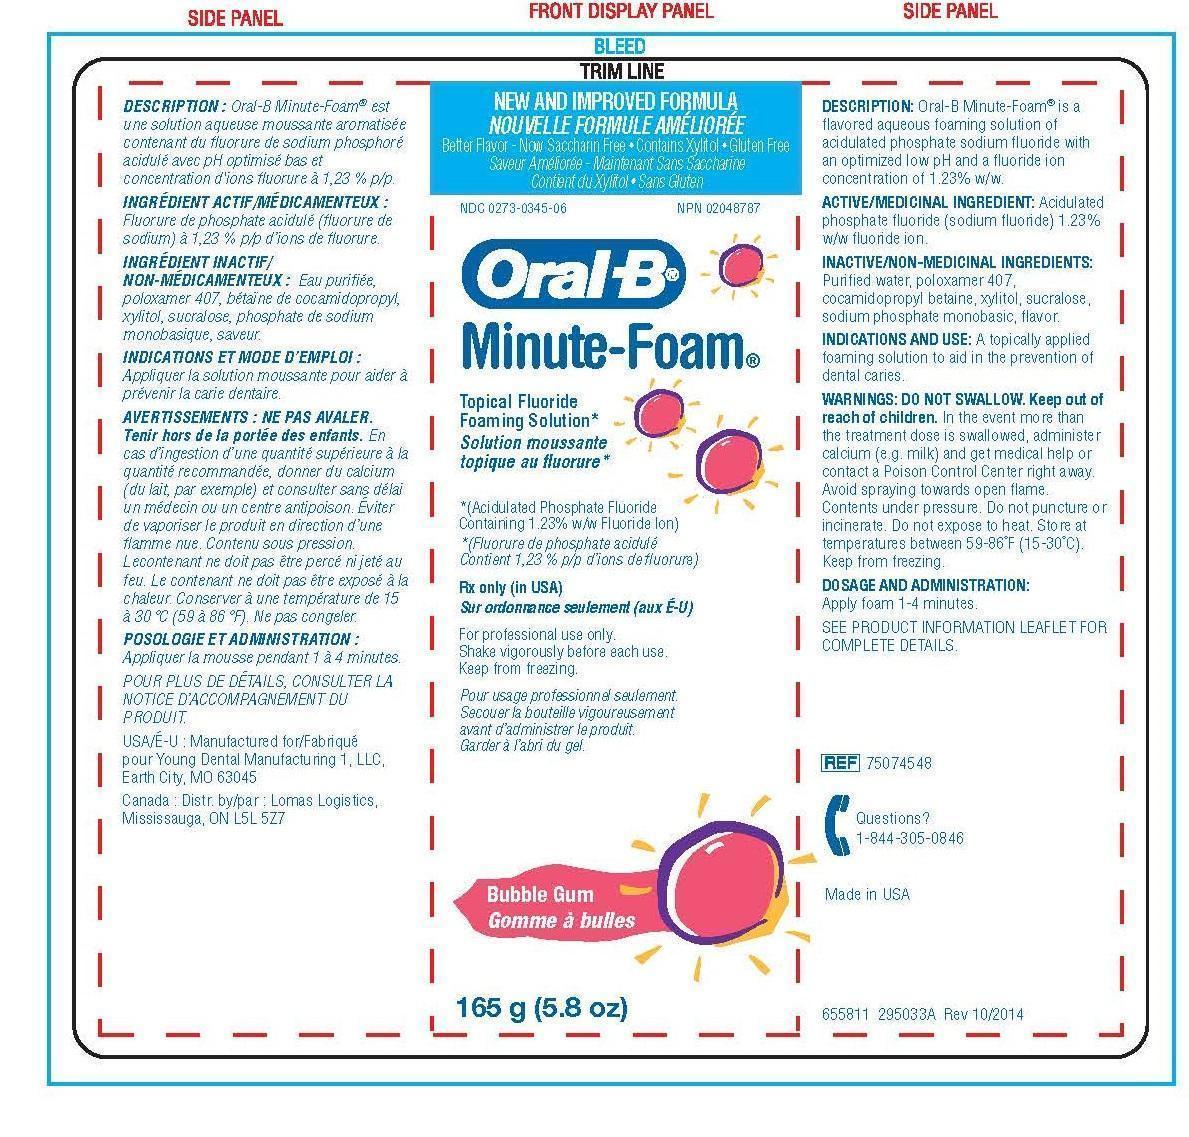 SIDE PANEL
FRONT DISPLAY PANEL
SIDE PANEL
BLEED
TRIM LINE
DESCRIPTION : Oral-B Minute-Foam® est
une solution aqueuse moussante aromatisée
contenant du fluorure de sodium phosphoré
acidulé avec pH optimisé bas et
concentration d'ions fluorure à 1,23 % p/p.
INGRÉDIENT ACTIF/MÉDICAMENTEUX :
Fluorure de phosphate acidulé (fluorure de
sodium) à 1,23 % p/p d'ions de fluorure.
INGRÉDIENT INACTIF/
NON-MÉDICAMENTEUX : Eau purifiée,
poloxamer 407, bétaïne de cocamidopropyl,
xylitol, sucralose, phosphate de sodium
monobasique, saveur.
INDICATIONS ET MODE D'EMPLOI :
Appliquer la solution moussante pour aider à
prévenir la carie dentaire.
AVERTISSEMENTS : NE PAS AVALER.
Tenir hors de la portée des enfants. En
cas d'ingestion d'une quantité supérieure à la
quantité recommandée, donner du calcium
(du lait, par exemple) et consulter sans délai
un médecin ou un centre antipoison. Éviter
de vaporiser le produit en direction d'une
flamme nue. Contenu sous pression.
Lecontenant ne doit pas être percé ni jeté au
feu. Le contenant ne doit pas être exposé à la
chaleur. Conserver à une température de 15
à 30 °C (59 à 86 °F). Ne pas congeler.
POSOLOGIE ET ADMINISTRATION :
Appliquer la mousse pendant 1 à 4 minutes.
POUR PLUS DE DÉTAILS, CONSULTER LA
NOTICE D'ACCOMPAGNEMENT DU
PRODUIT.
USA/É-U : Manufactured for/Fabriqué
pour Young Dental Manufacturing 1, LLC,
Earth City, MO 63045
Canada : Distr. by/par : Lomas Logistics,
Mississauga, ON L5L 5Z7
NEW AND IMPROVED FORMULA
NOUVELLE FORMULE AMÉLIORÉE
Better Flavor - Now Saccharin Free • Contains Xylitol • Gluten Free
Saveur Améliorée - Maintenant Sans Saccharine
Contient du Xylitol • Sans Gluten
NDC 0273-0345-06 NPN 02048787
Oral-B®
Minute-Foam®
Topical Fluoride
Foaming Solution*
Solution moussante
topique au fluorure*
*(Acidulated Phosphate Fluoride
Containing 1.23% w/w Fluoride Ion)
*(Fluorure de phosphate acidulé
Contient 1,23 % p/p d'ions de fluorure)
Rx only (in USA)
Sur ordonnance seulement (aux É-U)
For professional use only.
Shake vigorously before each use.
Keep from freezing.
Pour usage professionnel seulement.
Secouer la bouteille vigoureusement
avant d'administrer le produit.
Garder à l'abri du gel.
Bubble Gum
Gomme à bulles
165 g (5.8 oz)
DESCRIPTION: Oral-B Minute-Foam® is a
flavored aqueous foaming solution of
acidulated phosphate sodium fluoride with
an optimized low pH and a fluoride ion
concentration of 1.23% w/w.
ACTIVE/MEDICINAL INGREDIENT: Acidulated
phosphate fluoride (sodium fluoride) 1.23%
w/w fluoride ion.
INACTIVE/NON-MEDICINAL INGREDIENTS:
Purified water, poloxamer 407,
cocamidopropyl betaine, xylitol, sucralose,
sodium phosphate monobasic, flavor.
INDICATIONS AND USE: A topically applied
foaming solution to aid in the prevention of
dental caries.
WARNINGS: DO NOT SWALLOW. Keep out of
reach of children. In the event more than
the treatment dose is swallowed, administer
calcium (e.g. milk) and get medical help or
contact a Poison Control Center right away.
Avoid spraying towards open flame.
Contents under pressure. Do not puncture or
incinerate. Do not expose to heat. Store at
temperatures between 59-86°F (15-30°C).
Keep from freezing.
DOSAGE AND ADMINISTRATION:
Apply foam 1-4 minutes.
SEE PRODUCT INFORMATION LEAFLET FOR
COMPLETE DETAILS.
REF 75074548
Questions?
1-844-305-0846
Made in USA
655811 295033A Rev 10/2014